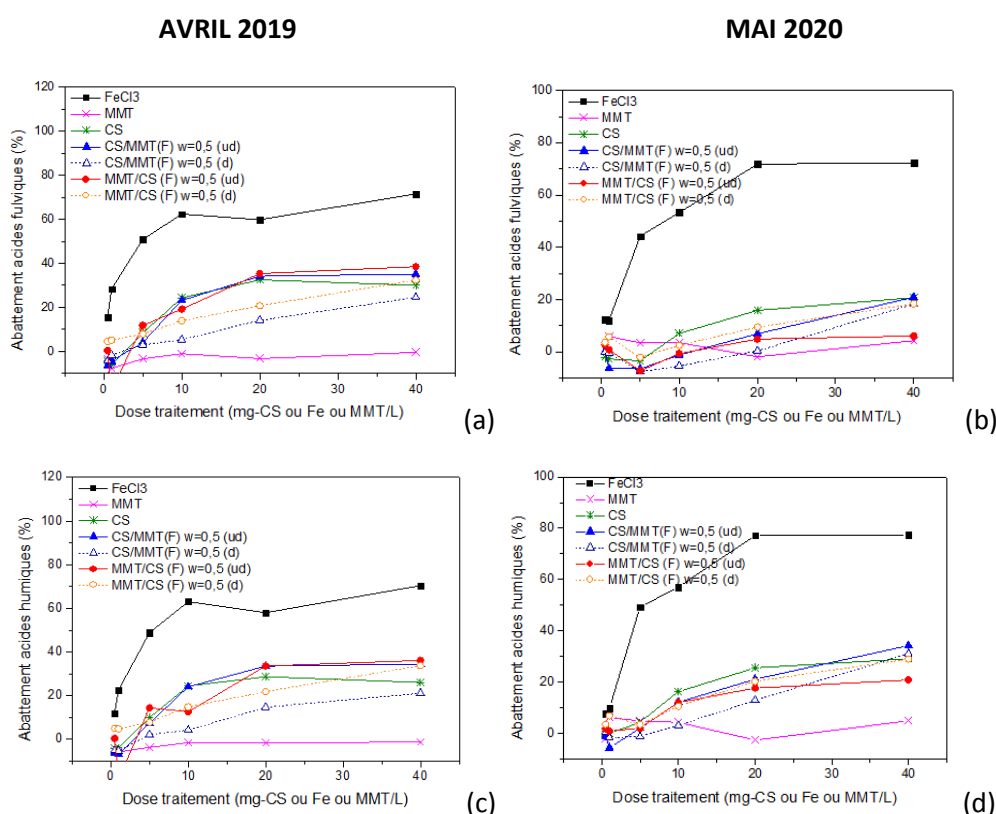 AVRIL 2019
MAI 2020
120
100
80
60
40
20
0
Abattement acides fulviques (%)
FeCl3
MMT
CS
CS/MMT(F) w=0,5 (ud)
CS/MMT(F) w=0,5 (d)
MMT/CS (F) w=0,5 (ud)
MMT/CS (F) w=0,5 (d)
0 10 20 30 40
Dose traitement (mg-CS ou Fe ou MMT/L)
(a)
100
80
60
40
20
0
Abattement acides fulviques (%)
FeCl3
MMT
CS
CS/MMT(F) w=0,5 (ud)
CS/MMT(F) w=0,5 (d)
MMT/CS (F) w=0,5 (ud)
MMT/CS (F) w=0,5 (d)
0 10 20 30 40
Dose traitement (mg-CS ou Fe ou MMT/L)
(b)
120
100
80
60
40
20
0
Abattement acides humiques (%)
FeCl3
MMT
CS
CS/MMT(F) w=0,5 (ud)
CS/MMT(F) w=0,5 (d)
MMT/CS (F) w=0,5 (ud)
MMT/CS (F) w=0,5 (d)
0 10 20 30 40
Dose traitement (mg-CS ou Fe ou MMT/L)
(c)
100
80
60
40
20
0
Abattement acides humiques (%)
FeCl3
MMT
CS
CS/MMT(F) w=0,5 (ud)
CS/MMT(F) w=0,5 (d)
MMT/CS (F) w=0,5 (ud)
MMT/CS (F) w=0,5 (d)
0 10 20 30 40
Dose traitement (mg-CS ou Fe ou MMT/L)
(d)